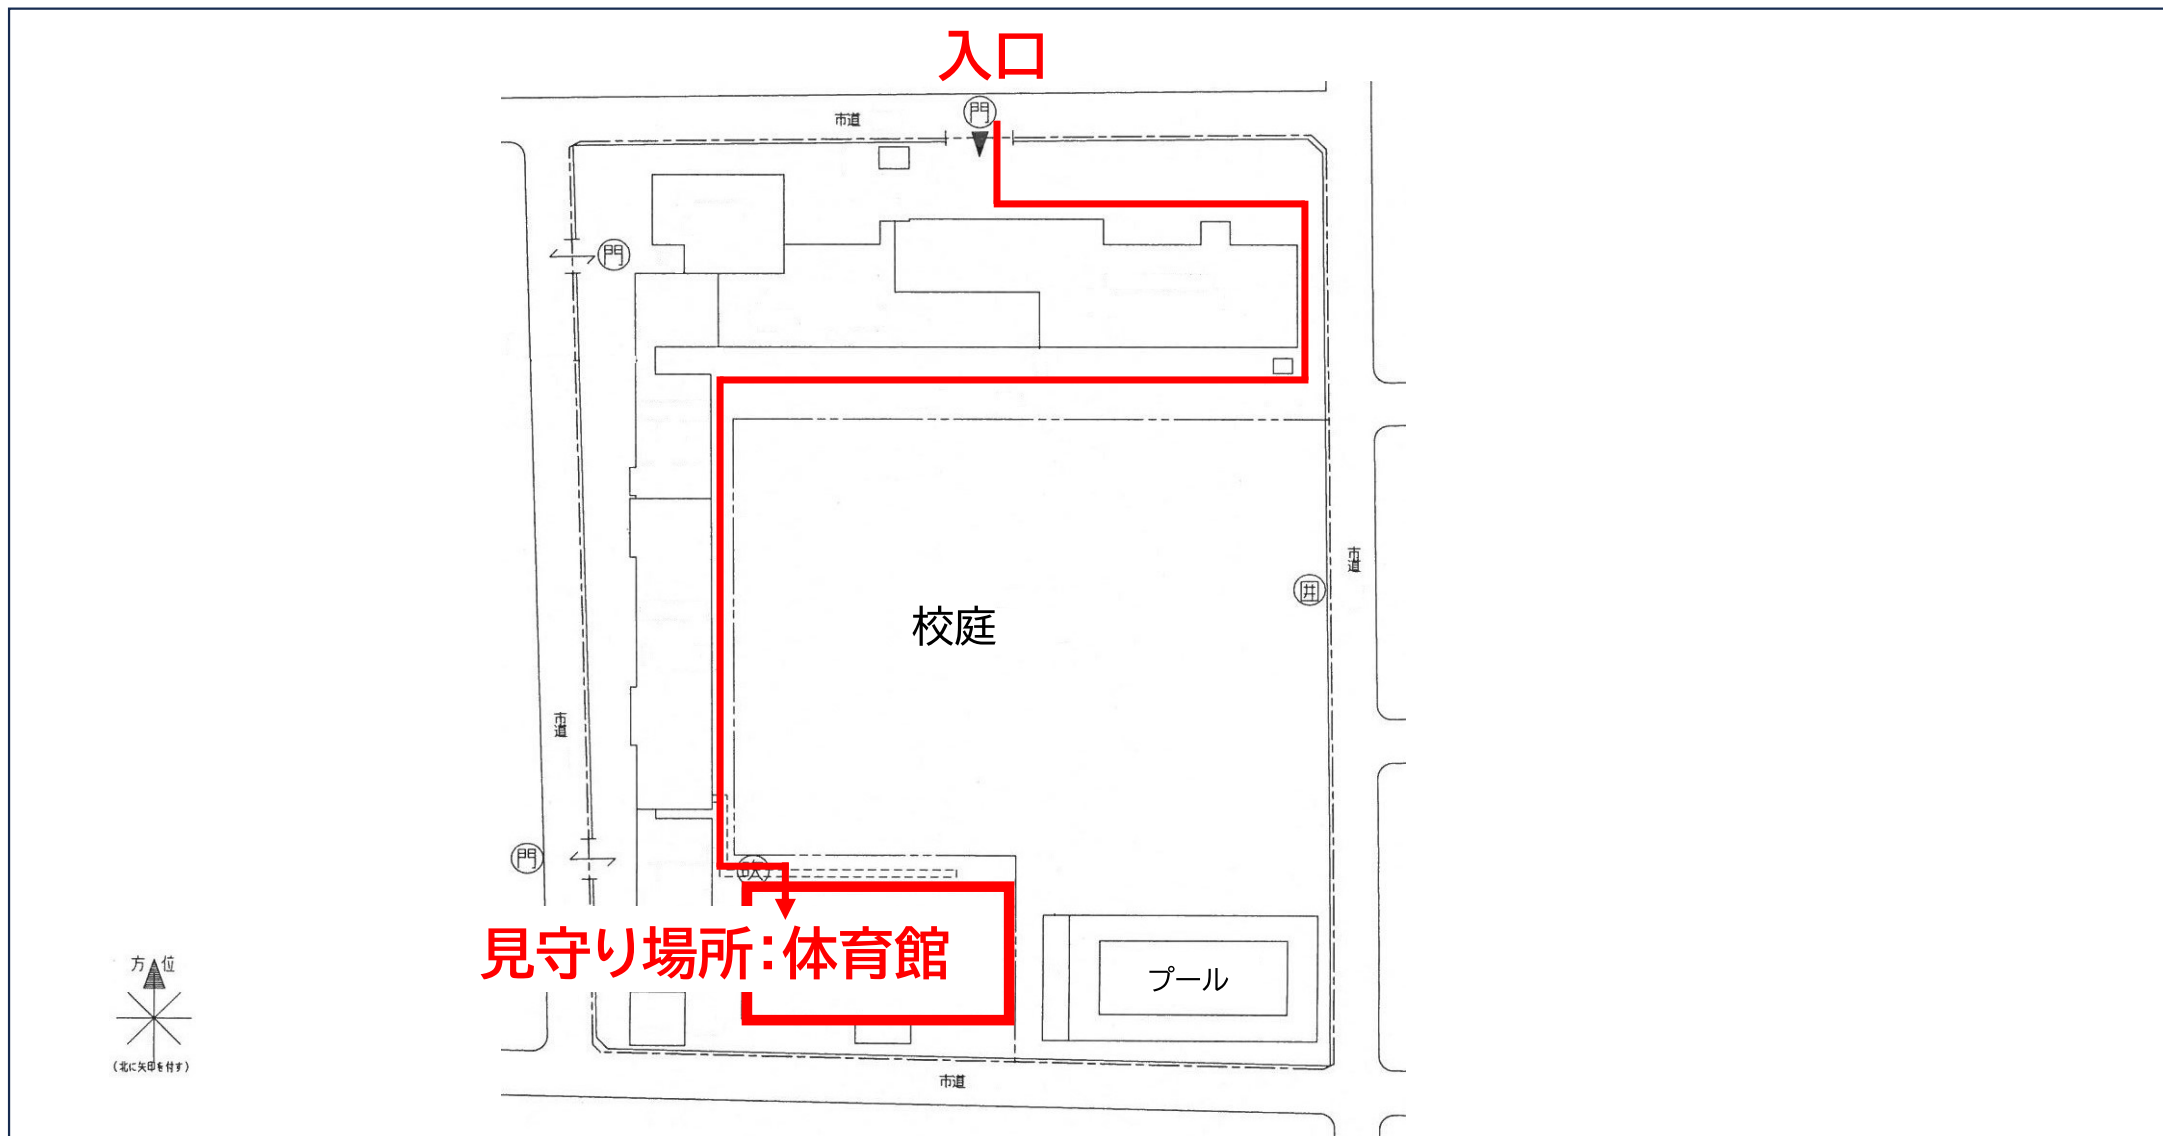 入口
門
市道
門
市道
校庭
囲
市道
門
見守り場所：体育館
プール
方位
（北に矢印を付す）
市道